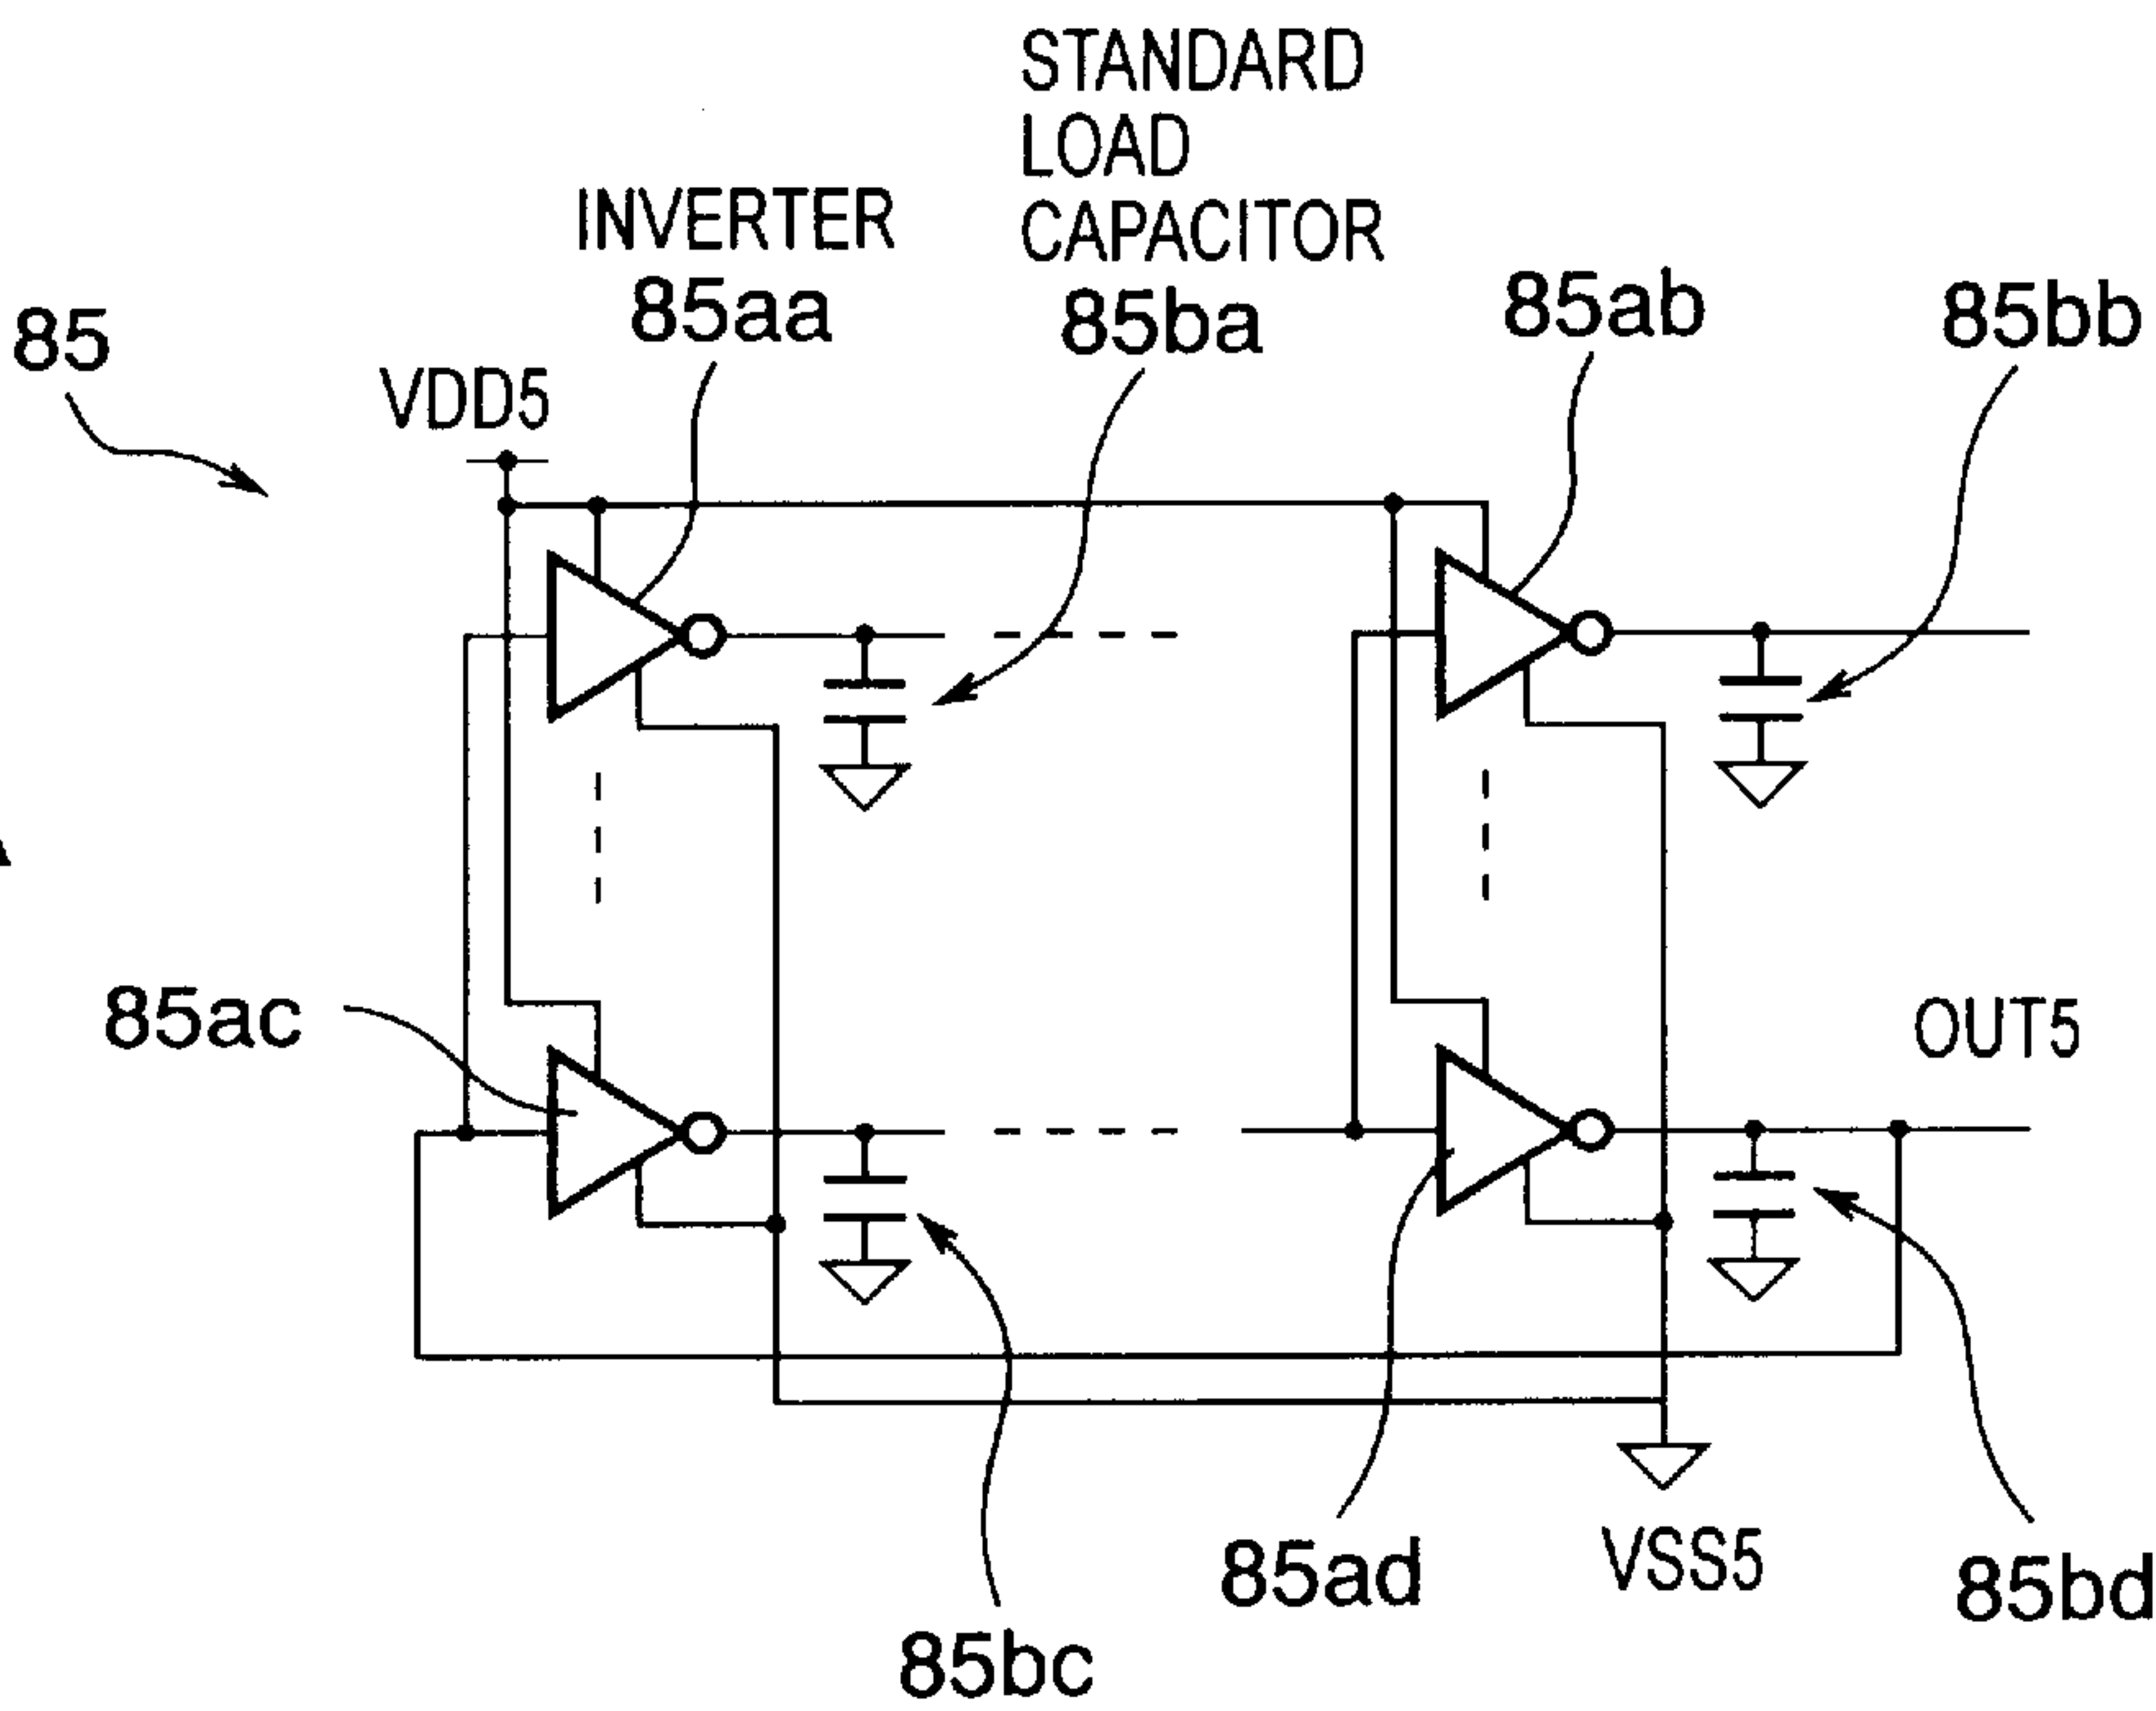 STANDARD
LOAD
CAPACITOR
85ba
INVERTER
85aa
85ab
85bb
85
VDD5
85ac
OUT5
85ad
VSS5
85bd
85bc